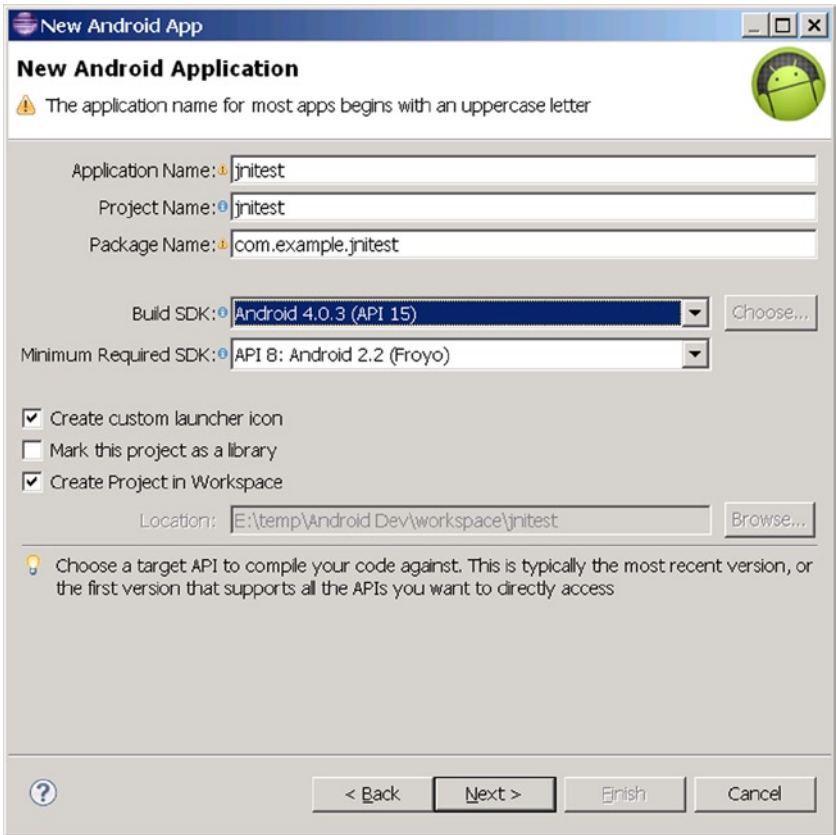 New Android App
New Android Application
The application name for most apps begins with an uppercase letter
Application Name: jnitest
Project Name: jnitest
Package Name: com.example.jnitest
Build SDK: Android 4.0.3 (API 15) Choose...
Minimum Required SDK: API 8: Android 2.2 (Froyo)
Create custom launcher icon
Mark this project as a library
Create Project in Workspace
Location: E:\temp\Android Dev\workspace\jnitest Browse...
Choose a target API to compile your code against. This is typically the most recent version, or
the first version that supports all the APIs you want to directly access
? < Back Next > Finish Cancel